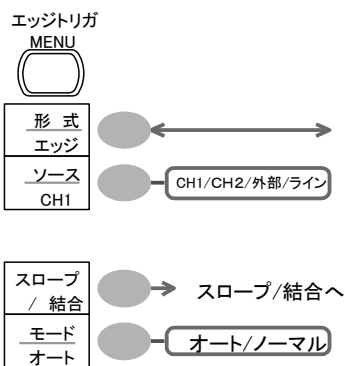 エッジトリガ
MENU
形 式
エッジ
ソース
CH1
CH1/CH2/外部/ライン
スロープ
/ 結合
スロープ/結合へ
モード
オート
オート/ノーマル